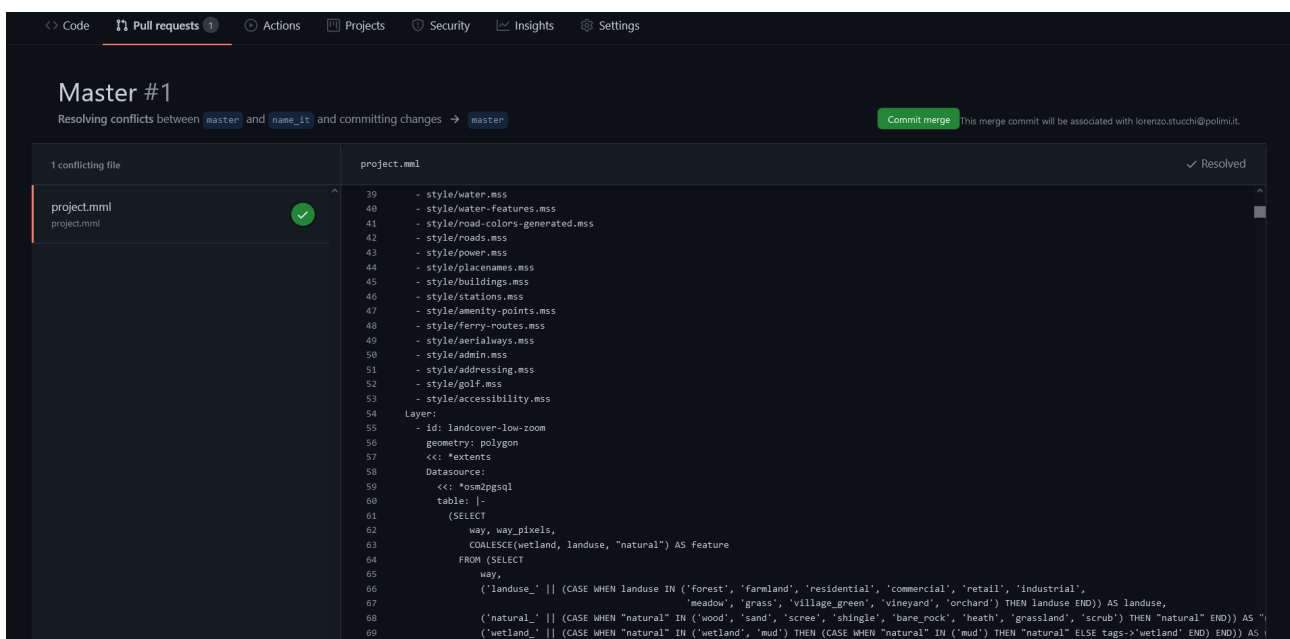 Code Pull requests 1 Actions Projects Security Insights Settings
Master #1
Resolving conflicts between master and name_it and committing changes → master
Commit merge This merge commit will be associated with lorenzo.stucchi@polimi.it.
1 conflicting file
project.mml
Resolved
project.mml
project.mml
39 - style/water.mss
40 - style/water-features.mss
41 - style/road-colors-generated.mss
42 - style/roads.mss
43 - style/power.mss
44 - style/placenames.mss
45 - style/buildings.mss
46 - style/stations.mss
47 - style/amenity-points.mss
48 - style/ferry-routes.mss
49 - style/aerialways.mss
50 - style/admin.mss
51 - style/addressing.mss
52 - style/golf.mss
53 - style/accessibility.mss
54 Layer:
55 - id: landcover-low-zoom
56 geometry: polygon
57 <<: *extents
58 Datasource:
59 <<: *osm2pgsql
60 table: |-
61 (SELECT
62 way, way_pixels,
63 COALESCE(wetland, landuse, "natural") AS feature
64 FROM (SELECT
65 way,
66 ('landuse_' || (CASE WHEN landuse IN ('forest', 'farmland', 'residential', 'commercial', 'retail', 'industrial',
67 'meadow', 'grass', 'village_green', 'vineyard', 'orchard') THEN landuse END)) AS landuse,
68 ('natural_' || (CASE WHEN "natural" IN ('wood', 'sand', 'scree', 'shingle', 'bare_rock', 'heath', 'grassland', 'scrub') THEN "natural" END)) AS "
69 ('wetland_' || (CASE WHEN "natural" IN ('wetland', 'mud') THEN (CASE WHEN "natural" IN ('mud') THEN "natural" ELSE tags->'wetland' END) END)) AS